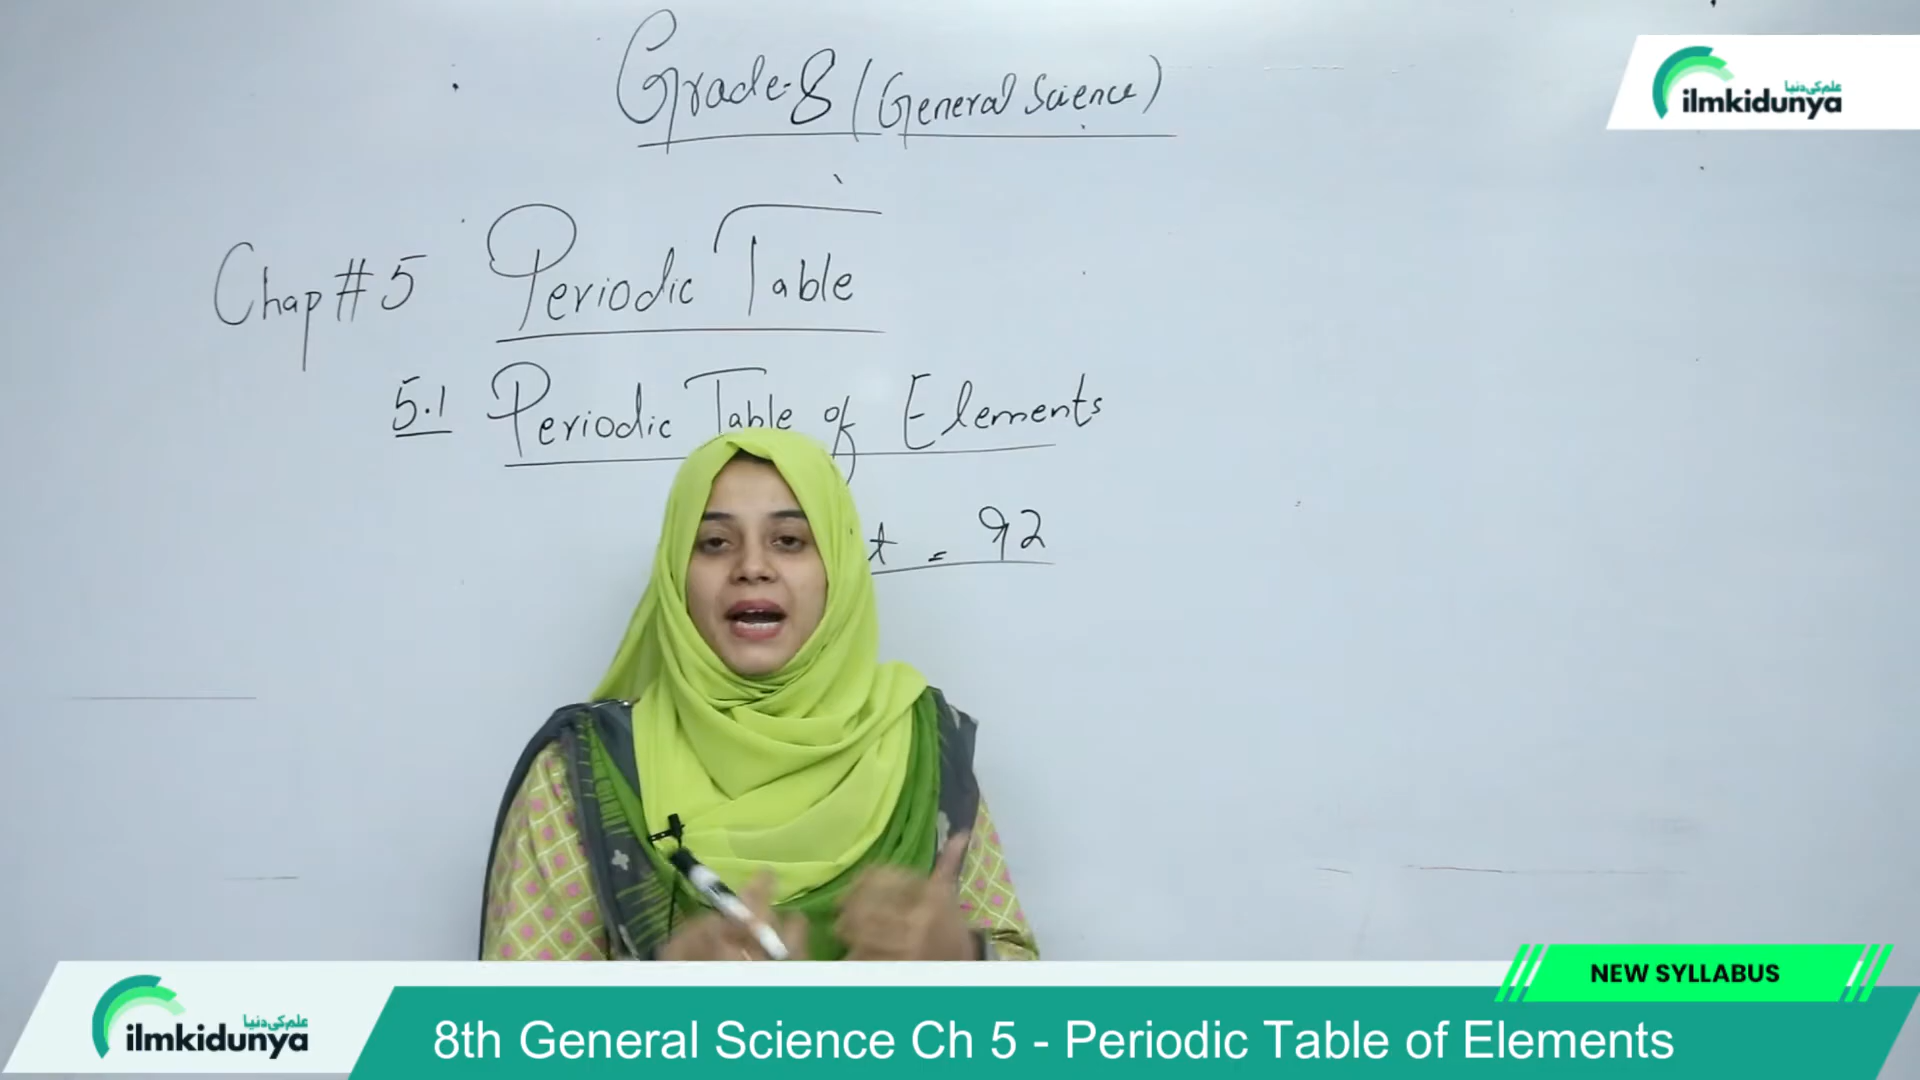 Grade-8 (General Science)
علم کی دنیا
ilmkidunya
Chap # 5 Periodic Table
5.1 Periodic Table of Elements
t = 92
NEW SYLLABUS
علم کی دنیا
ilmkidunya
8th General Science Ch 5 - Periodic Table of Elements